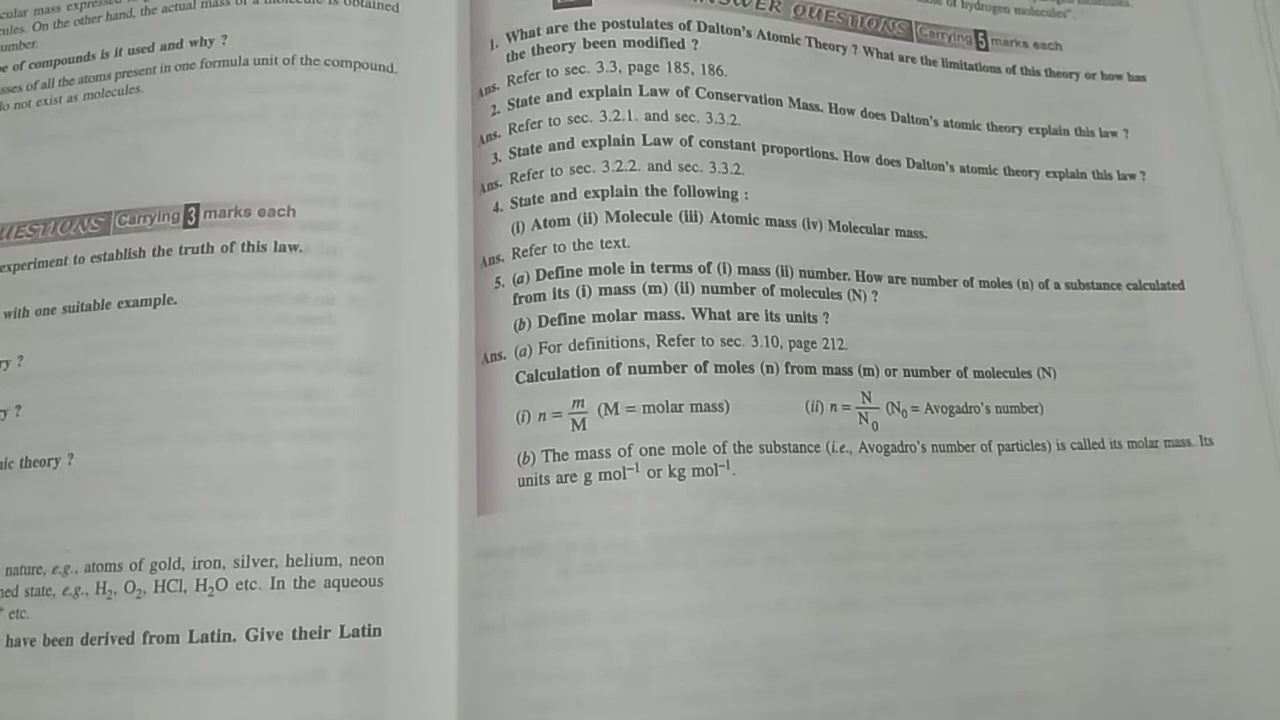 cular mass expressed
cules. On the other hand, the actual mass of a molecule is obtained
umber.
e of compounds is it used and why ?
sses of all the atoms present in one formula unit of the compound.
do not exist as molecules.
UESTIONS Carrying 3 marks each
experiment to establish the truth of this law.
with one suitable example.
ry ?
y ?
nic theory ?
nature, e.g., atoms of gold, iron, silver, helium, neon
ned state, e.g., H₂, O₂, HCl, H₂O etc. In the aqueous
etc.
have been derived from Latin. Give their Latin
of hydrogen molecules".
SWER QUESTIONS Carrying 5 marks each
1. What are the postulates of Dalton's Atomic Theory ? What are the limitations of this theory or how has
the theory been modified ?
Ans. Refer to sec. 3.3, page 185, 186.
2. State and explain Law of Conservation Mass. How does Dalton's atomic theory explain this law ?
Ans. Refer to sec. 3.2.1. and sec. 3.3.2.
3. State and explain Law of constant proportions. How does Dalton's atomic theory explain this law ?
Ans. Refer to sec. 3.2.2. and sec. 3.3.2.
4. State and explain the following :
(i) Atom (ii) Molecule (iii) Atomic mass (iv) Molecular mass.
Ans. Refer to the text.
5. (a) Define mole in terms of (i) mass (ii) number. How are number of moles (n) of a substance calculated
from its (i) mass (m) (ii) number of molecules (N) ?
(b) Define molar mass. What are its units ?
Ans. (a) For definitions, Refer to sec. 3.10, page 212.
Calculation of number of moles (n) from mass (m) or number of molecules (N)
(i) n = m/M (M = molar mass) (ii) n = N/N₀ (N₀ = Avogadro's number)
(b) The mass of one mole of the substance (i.e., Avogadro's number of particles) is called its molar mass. Its
units are g mol⁻¹ or kg mol⁻¹.